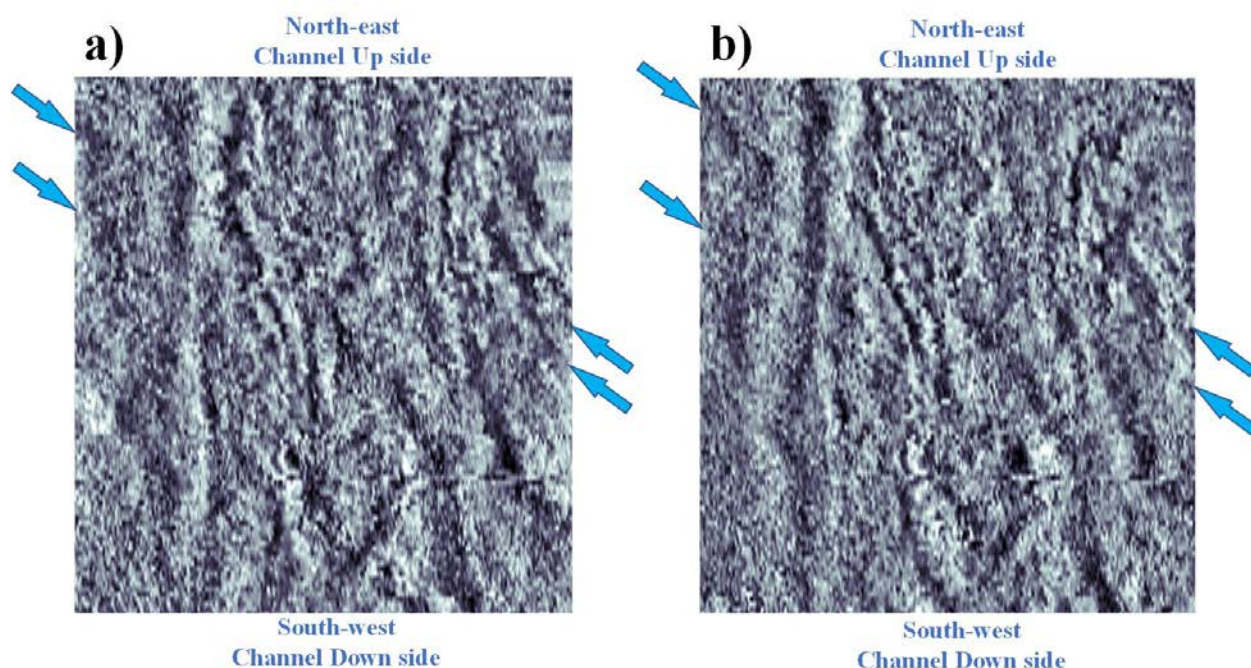 a)
North-east
Channel Up side
South-west
Channel Down side
b)
North-east
Channel Up side
South-west
Channel Down side